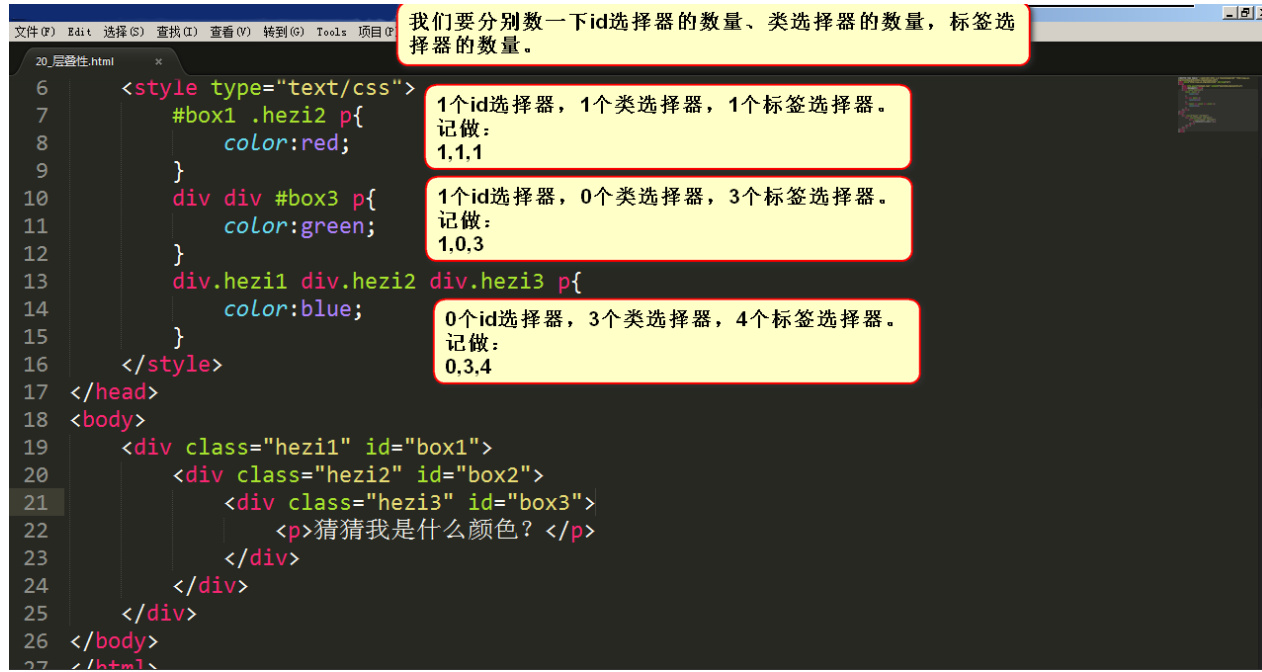 我们要分别数一下id选择器的数量、类选择器的数量，标签选
择器的数量。
文件(F) Edit 选择(S) 查找(I) 查看(V) 转到(G) Tools 项目(P
20_层叠性.html ×
6 <style type="text/css">
7 #box1 .hezi2 p{
8 color:red;
9 }
10 div div #box3 p{
11 color:green;
12 }
13 div.hezi1 div.hezi2 div.hezi3 p{
14 color:blue;
15 }
16 </style>
17 </head>
18 <body>
19 <div class="hezi1" id="box1">
20 <div class="hezi2" id="box2">
21 <div class="hezi3" id="box3">
22 <p>猜猜我是什么颜色？</p>
23 </div>
24 </div>
25 </div>
26 </body>
27 </html>
1个id选择器，1个类选择器，1个标签选择器。
记做：
1,1,1
1个id选择器，0个类选择器，3个标签选择器。
记做：
1,0,3
0个id选择器，3个类选择器，4个标签选择器。
记做：
0,3,4